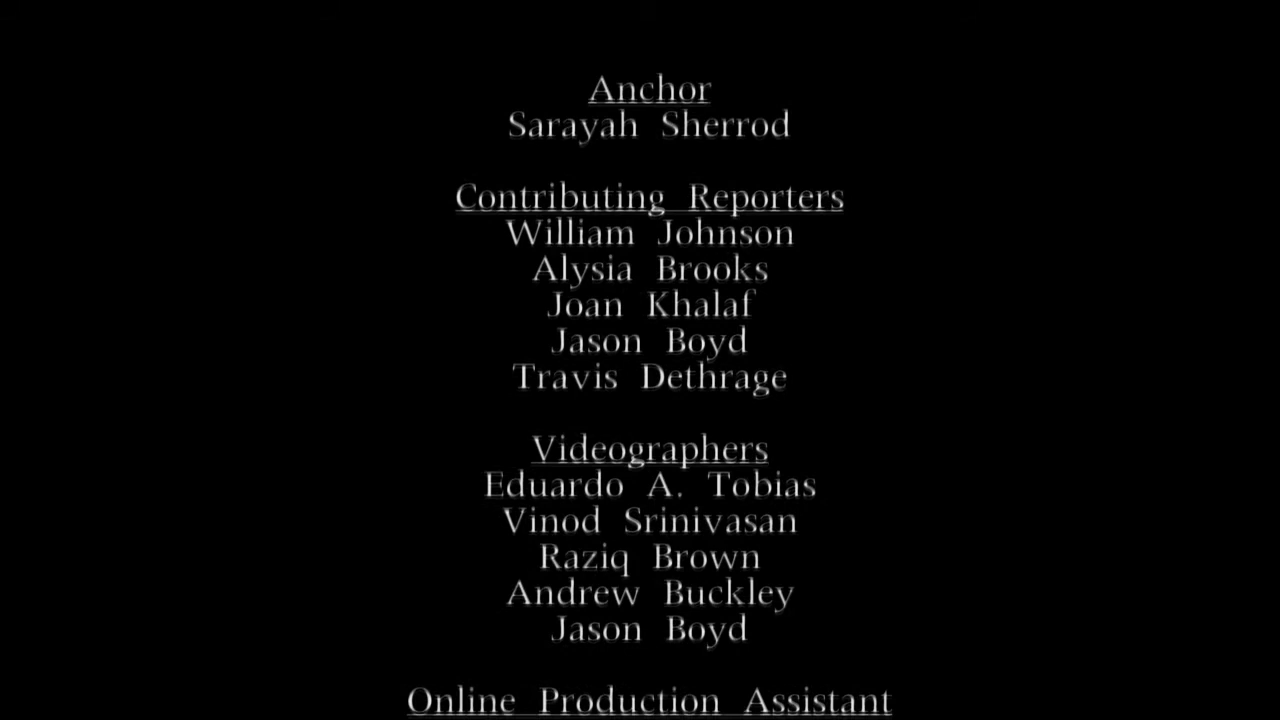 Anchor
Sarayah Sherrod
Contributing Reporters
William Johnson
Alysia Brooks
Joan Khalaf
Jason Boyd
Travis Dethrage
Videographers
Eduardo A. Tobias
Vinod Srinivasan
Raziq Brown
Andrew Buckley
Jason Boyd
Online Production Assistant